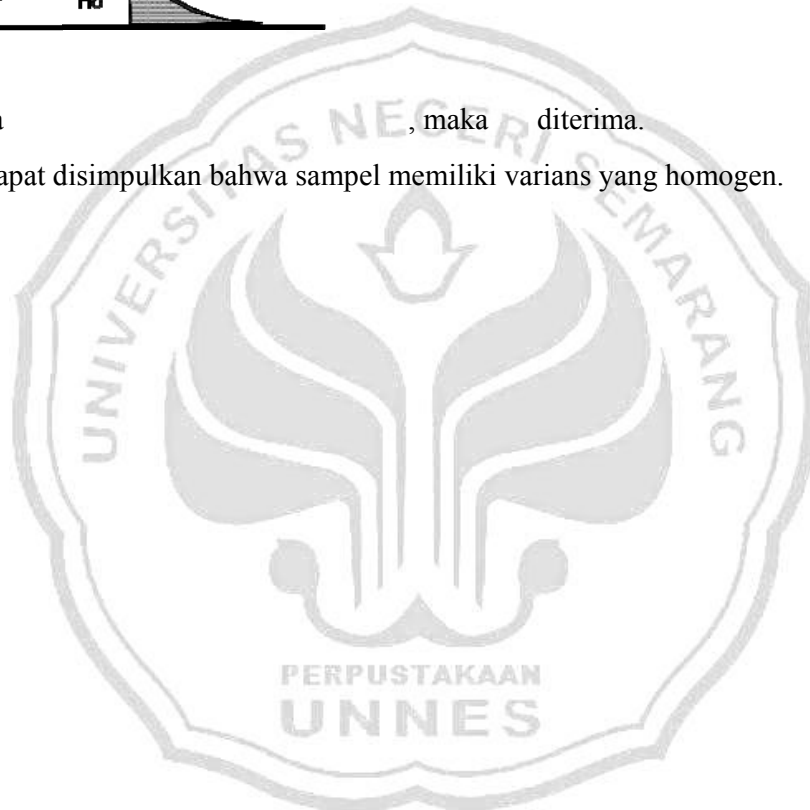 Ho
, maka diterima.
apat disimpulkan bahwa sampel memiliki varians yang homogen.
UNIVERSITAS NEGERI SEMARANG
PERPUSTAKAAN
UNNES